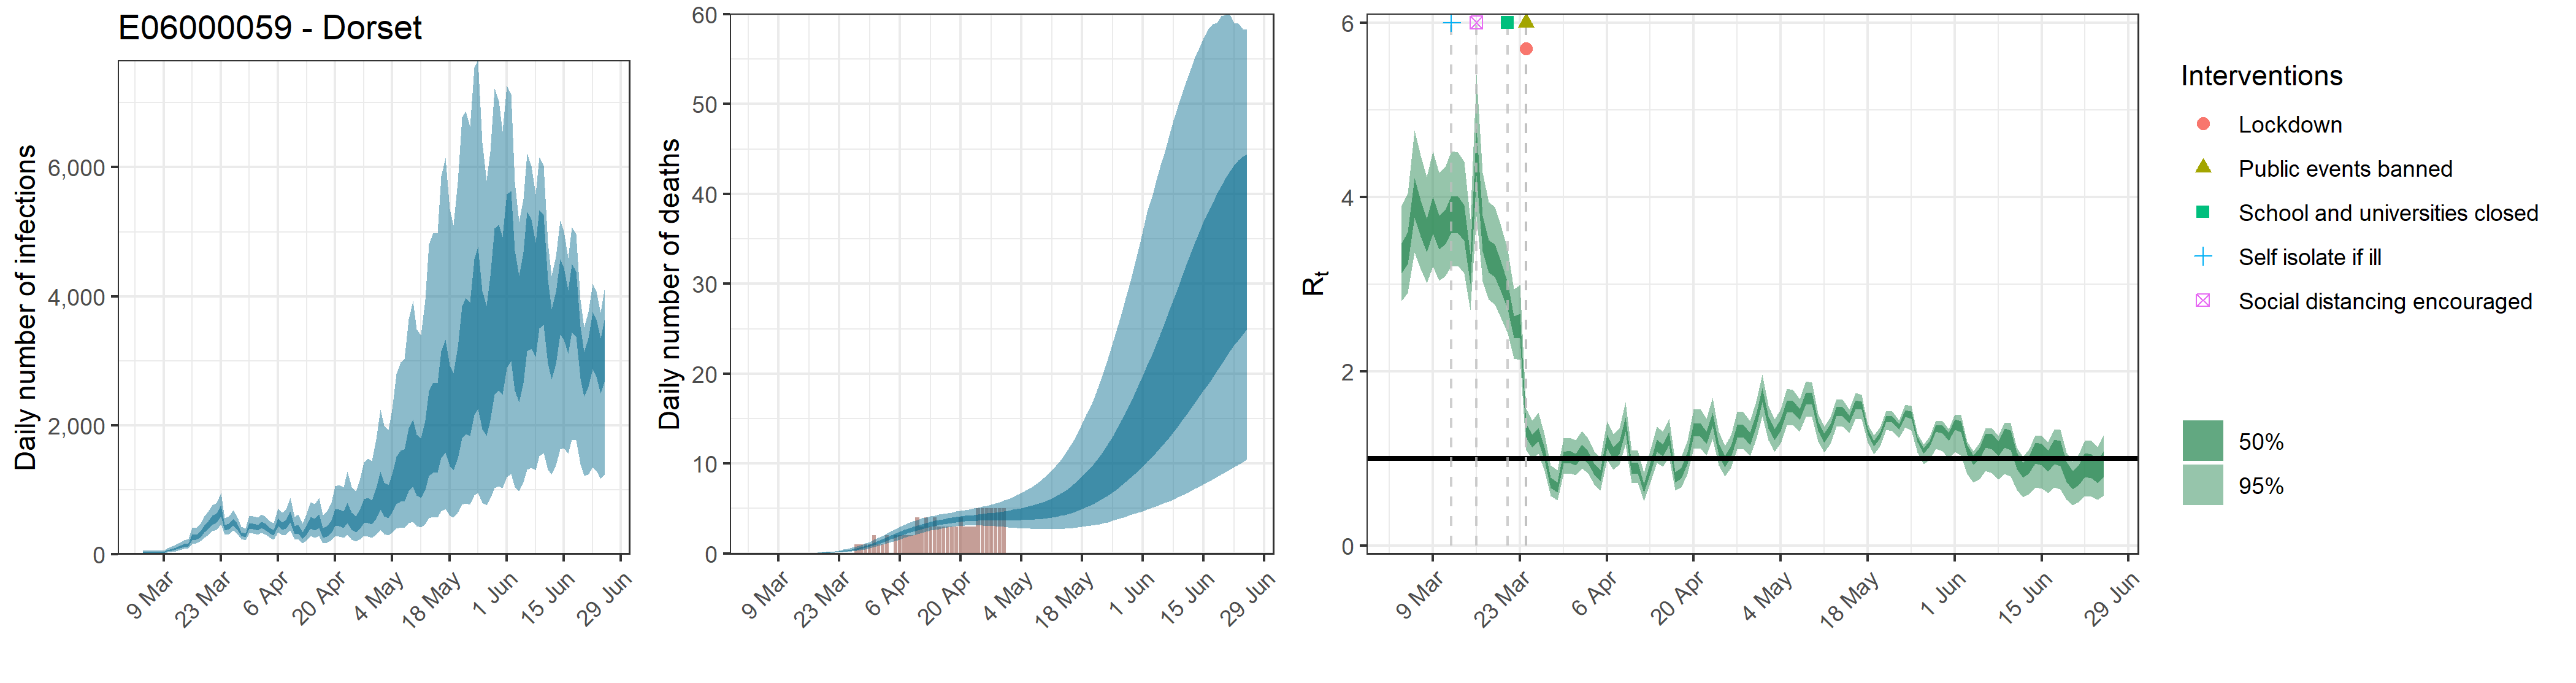 E06000059 - Dorset
Daily number of infections
6,000
4,000
2,000
0
9 Mar
23 Mar
6 Apr
20 Apr
4 May
18 May
1 Jun
15 Jun
29 Jun
Daily number of deaths
60
50
40
30
20
10
0
9 Mar
23 Mar
6 Apr
20 Apr
4 May
18 May
1 Jun
15 Jun
29 Jun
Rt
6
4
2
0
9 Mar
23 Mar
6 Apr
20 Apr
4 May
18 May
1 Jun
15 Jun
29 Jun
Interventions
Lockdown
Public events banned
School and universities closed
Self isolate if ill
Social distancing encouraged
50%
95%